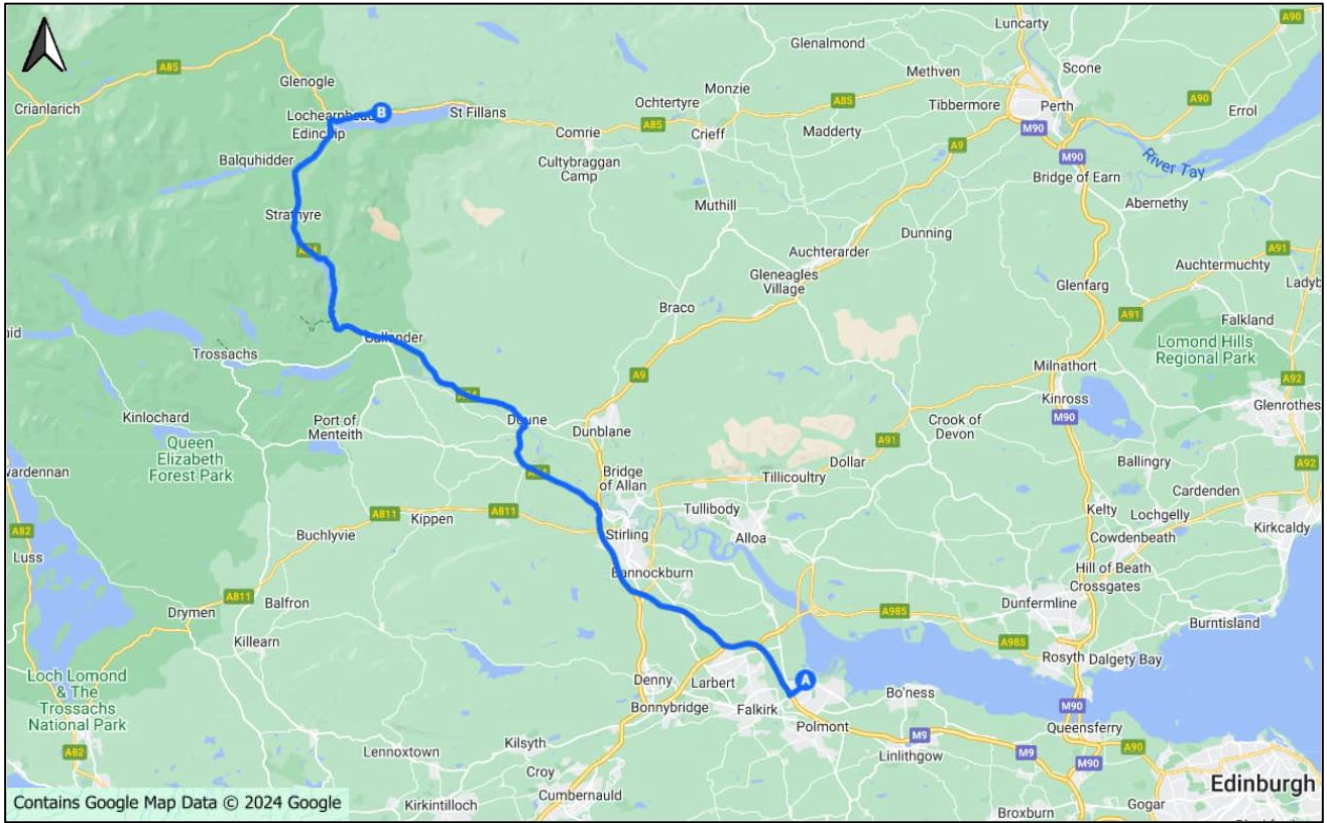 Luncarty
A90
Glenalmond
A85
Glenogle
Methven
Scone
Crianlarich
Monzie
Ochtertyre
A85
Tibbermore
Perth
A90
Errol
Lochearnhead
B
St Fillans
Edinchip
Comrie
A85
Crieff
Madderty
M90
A9
Balquhidder
Cultybraggan
Camp
M90
River Tay
Bridge of Earn
Muthill
Abernethy
Strathyre
Dunning
Auchterarder
A91
Auchtermuchty
Gleneagles
Village
Glenfarg
Braco
A91
Falkland
Callander
Lomond Hills
Regional Park
Trossachs
Milnathort
A9
A92
Kinross
Glenrothes
Kinlochard
Port of
Menteith
Doune
Dunblane
M90
Crook of
Devon
A91
Queen
Elizabeth
Forest Park
Bridge
of Allan
Dollar
Ballingry
A92
Tillicoultry
Cardenden
A82
A811
Kippen
A811
Tullibody
Kelty
Lochgelly
Kirkcaldy
Buchlyvie
Stirling
Alloa
Cowdenbeath
Luss
Bannockburn
Hill of Beath
Crossgates
A811
Balfron
Dunfermline
Drymen
A985
Burntisland
Killearn
A985
Rosyth
Dalgety Bay
Loch Lomond
& The
Trossachs
National Park
Denny
Larbert
A
Bo'ness
M90
Bonnybridge
Falkirk
Polmont
Queensferry
A82
Lennoxtown
Kilsyth
M9
M9
A90
Linlithgow
M90
Croy
Edinburgh
Contains Google Map Data © 2024 Google
Kirkintilloch
Cumbernauld
Broxburn
Gogar